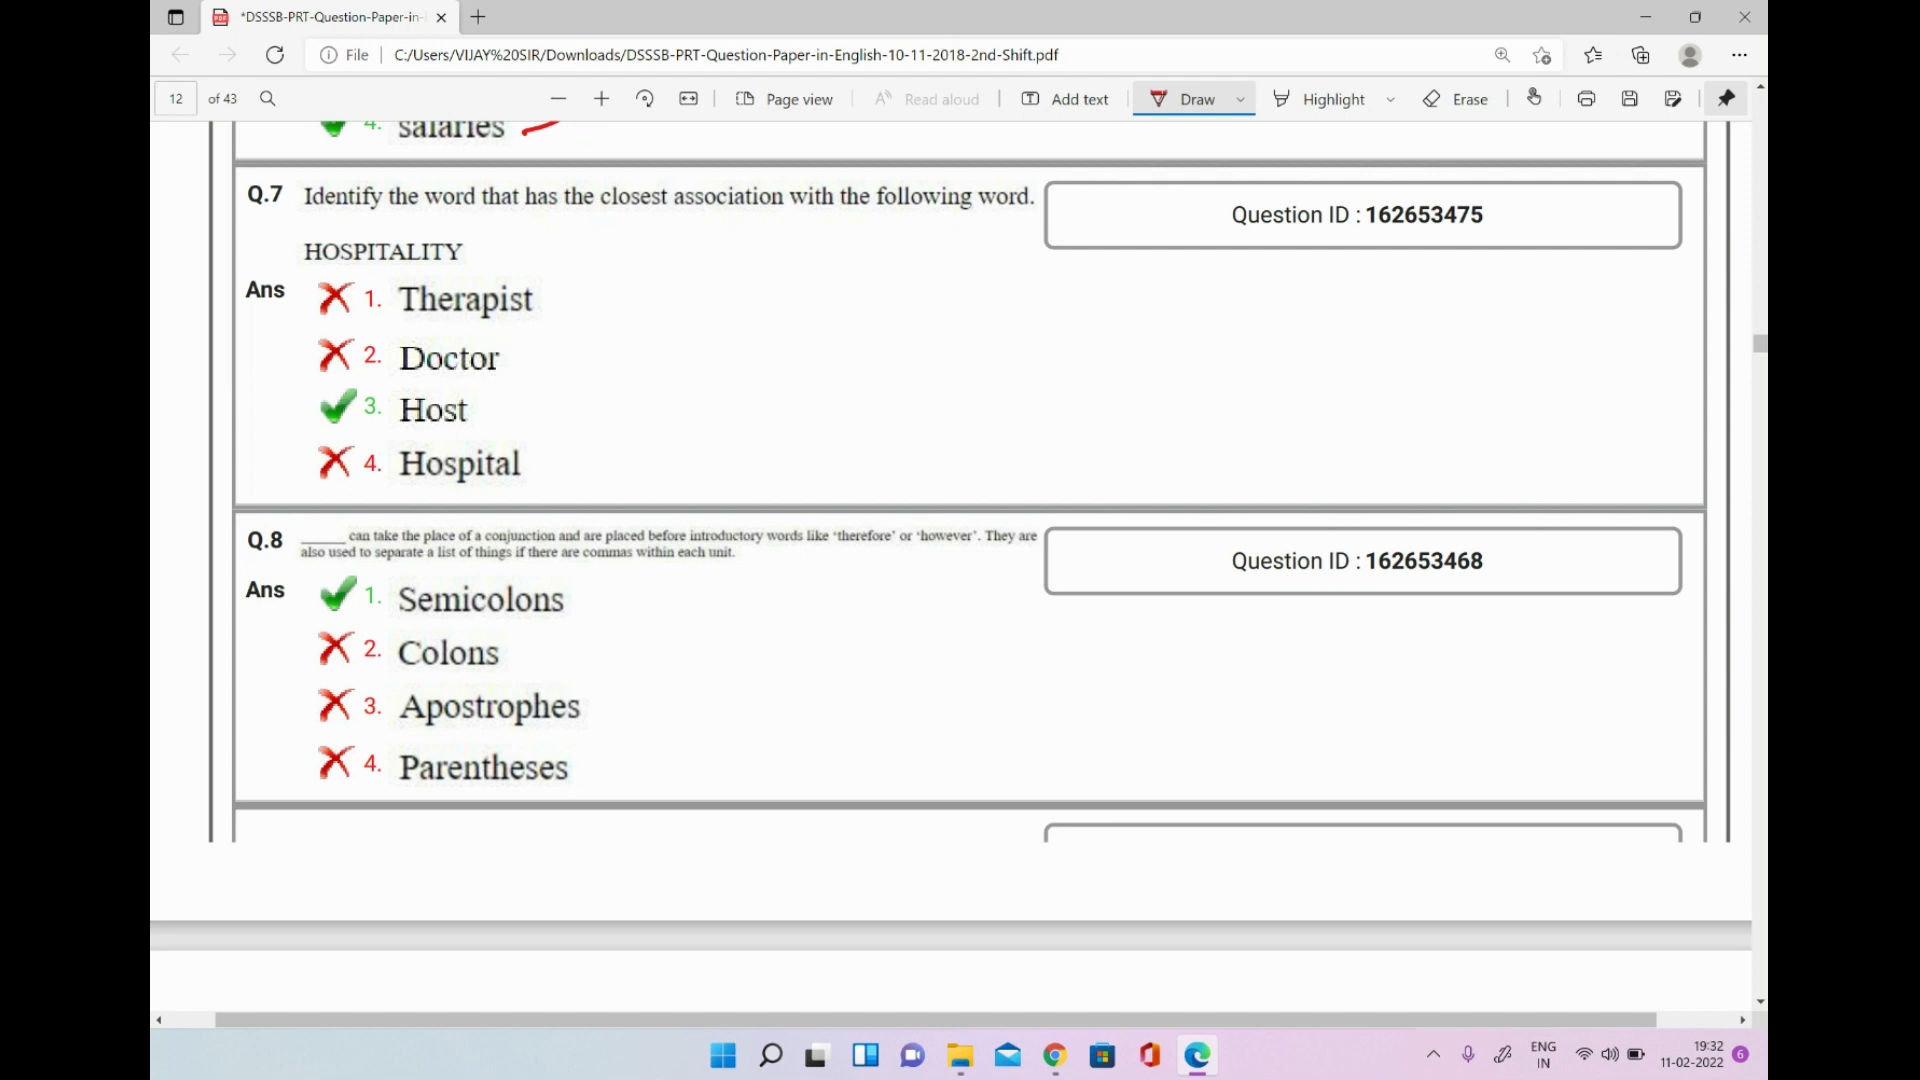 *DSSSB-PRT-Question-Paper-in-
File
C:/Users/VIJAY%20SIR/Downloads/DSSSB-PRT-Question-Paper-in-English-10-11-2018-2nd-Shift.pdf
12 of 43
Page view
Read aloud
Add text
Draw
Highlight
Erase
4. salaries
Q.7 Identify the word that has the closest association with the following word.
Question ID : 162653475
HOSPITALITY
Ans
1. Therapist
2. Doctor
3. Host
4. Hospital
Q.8 ______ can take the place of a conjunction and are placed before introductory words like ‘therefore’ or ‘however’. They are
also used to separate a list of things if there are commas within each unit.
Question ID : 162653468
Ans
1. Semicolons
2. Colons
3. Apostrophes
4. Parentheses
ENG
IN
19:32
11-02-2022
6